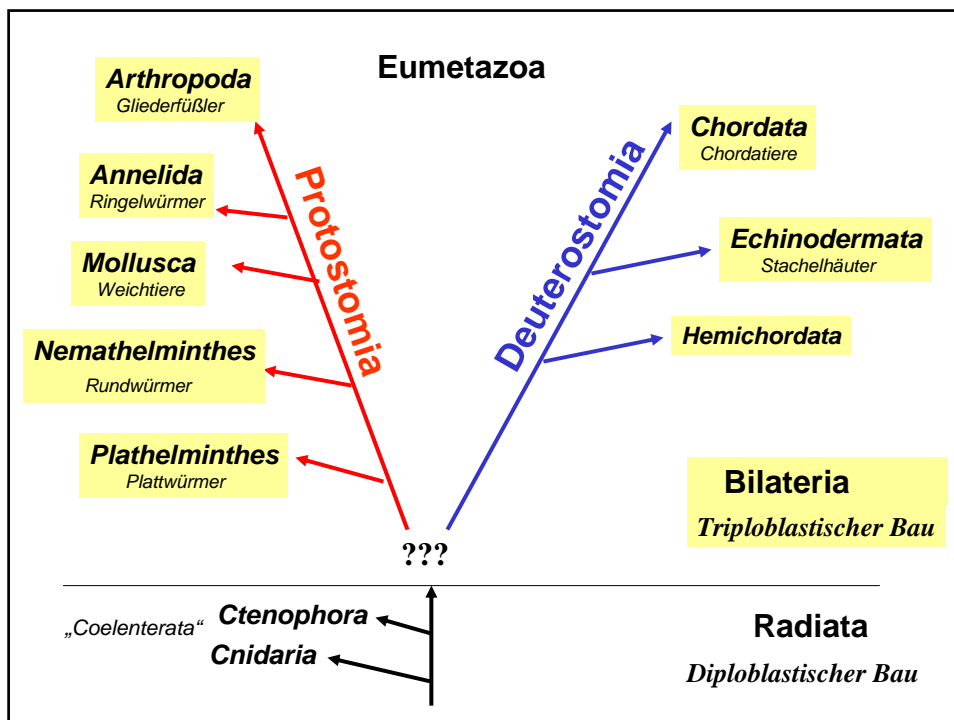 Eumetazoa
Arthropoda
Gliederfüßler
Annelida
Ringelwürmer
Mollusca
Weichtiere
Nemathelminthes
Rundwürmer
Plathelminthes
Plattwürmer
Protostomia
Deuterostomia
Chordata
Chordatiere
Echinodermata
Stachelhäuter
Hemichordata
Bilateria
Triploblastischer Bau
???
„Coelenterata“
Ctenophora
Cnidaria
Radiata
Diploblastischer Bau